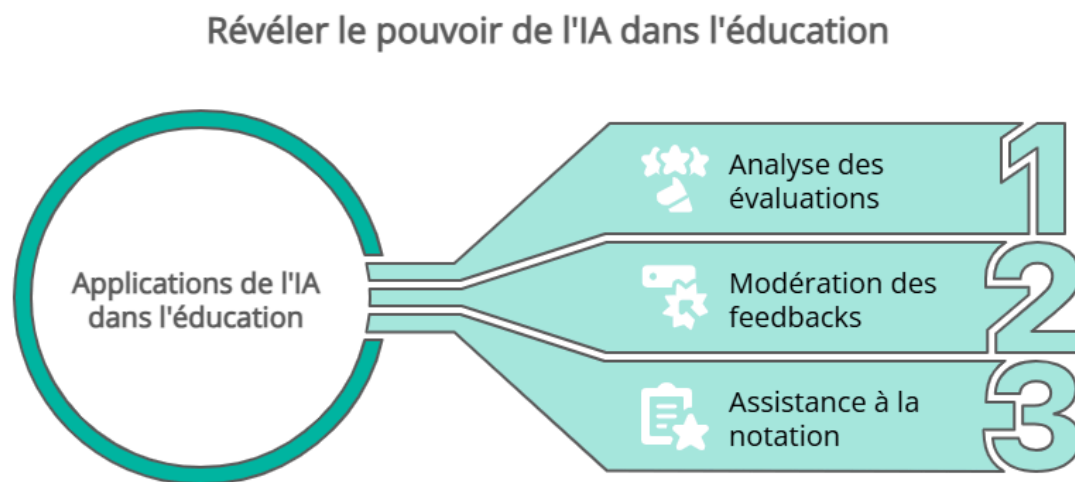 Révéler le pouvoir de l'IA dans l'éducation
Applications de l'IA
dans l'éducation
Analyse des
évaluations
1
Modération des
feedbacks
2
Assistance à la
notation
3